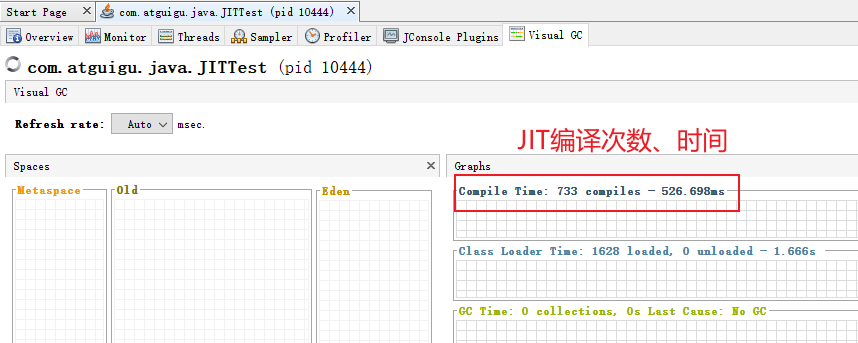 Start Page
com.atguigu.java.JITTest (pid 10444)
Overview Monitor Threads Sampler Profiler JConsole Plugins Visual GC
com.atguigu.java.JITTest (pid 10444)
Visual GC
Refresh rate: Auto msec.
JIT编译次数、时间
Spaces
Metaspace
Old
Eden
Graphs
Compile Time: 733 compiles - 526.698ms
Class Loader Time: 1628 loaded, 0 unloaded - 1.666s
GC Time: 0 collections, 0s Last Cause: No GC